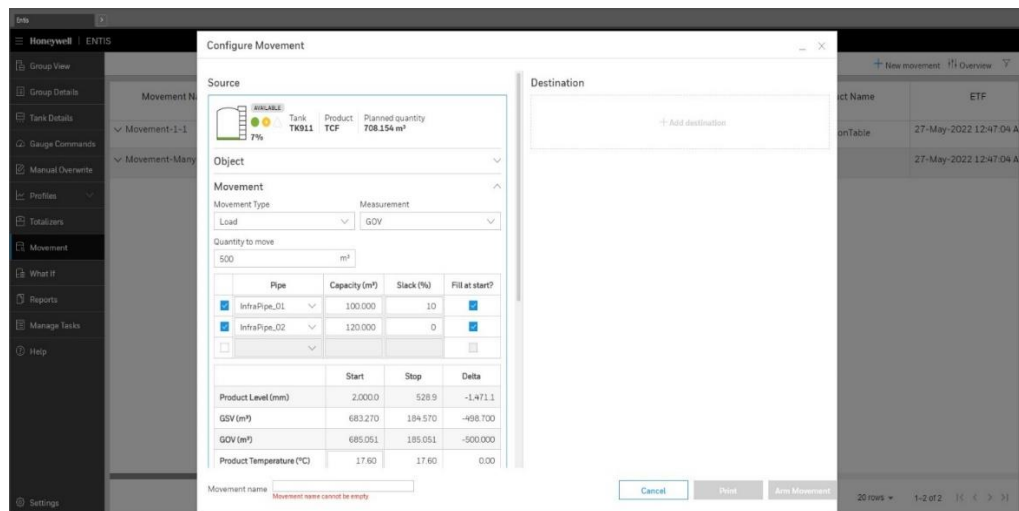 Entis
Honeywell | ENTIS
Group View
Group Details
Tank Details
Gauge Commands
Manual Overwrite
Profiles
Totalizers
Movement
What If
Reports
Manage Tasks
Help
Settings
New movement Overview
Movement Na
ct Name ETF
Movement-1-1 onTable 27-May-2022 12:47:04 A
Movement-Many 27-May-2022 12:47:04 A
20 rows 1-2 of 2
Configure Movement
Source
AVAILABLE
7%
Tank Product Planned quantity
TK911 TCF 708.154 m³
Object
Movement
Movement Type Measurement
Load GOV
Quantity to move
500 m³
Pipe Capacity (m³) Slack (%) Fill at start?
InfraPipe_01 100.000 10
InfraPipe_02 120.000 0
Start Stop Delta
Product Level (mm) 2,000.0 528.9 -1,471.1
GSV (m³) 683.270 184.570 -498.700
GOV (m³) 685.051 185.051 -500.000
Product Temperature (°C) 17.60 17.60 0.00
Destination
+ Add destination
Movement name
Movement name cannot be empty.
Cancel Print Arm Movement